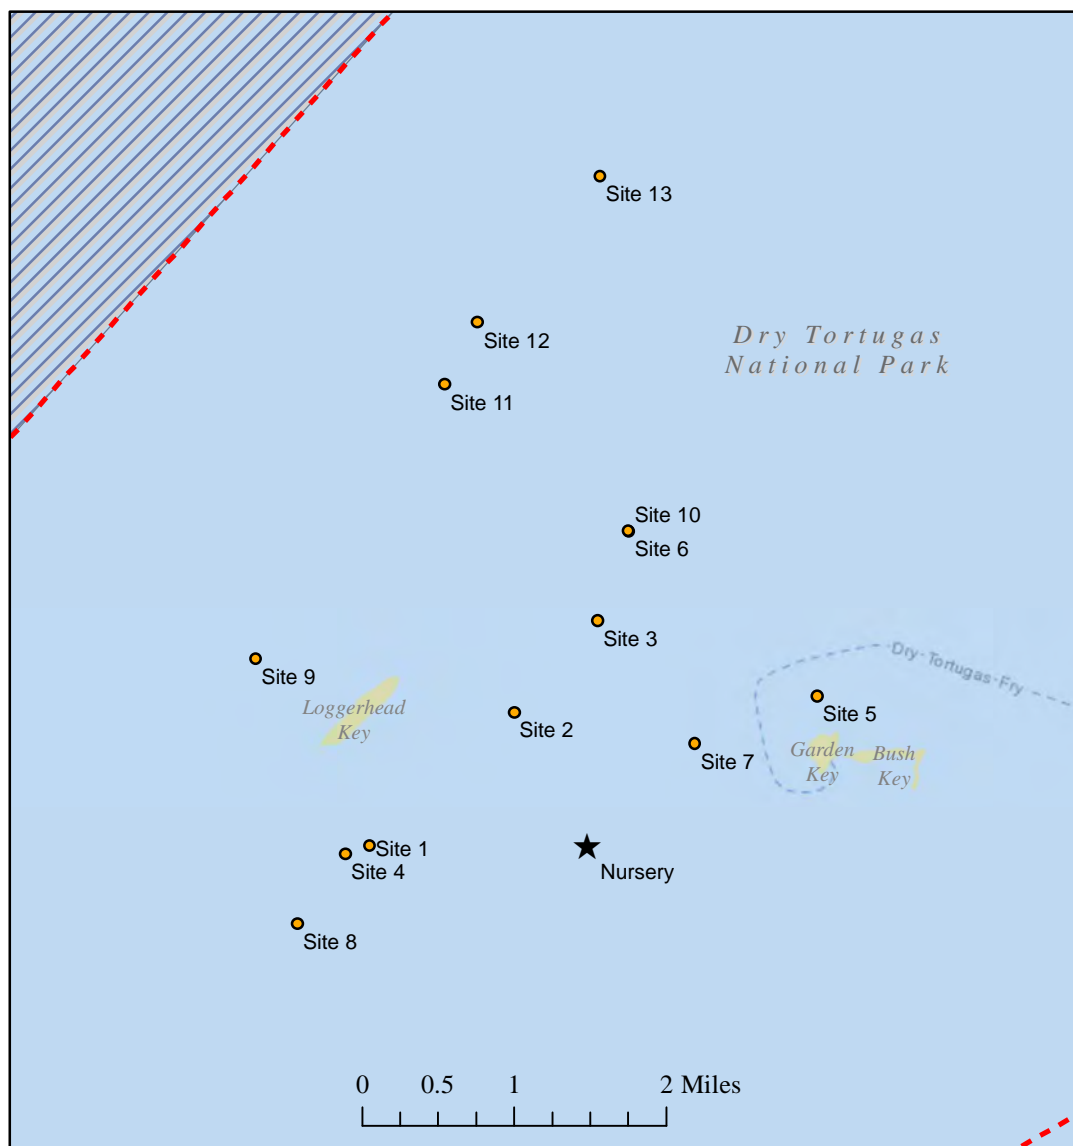 Site 13
Dry Tortugas
National Park
Site 12
Site 11
Site 10
Site 6
Site 3
Dry-Tortugas-Fry
Site 9
Loggerhead
Key
Site 2
Site 5
Site 7
Garden
Key
Bush
Key
Site 1
Site 4
Nursery
Site 8
0 0.5 1 2 Miles